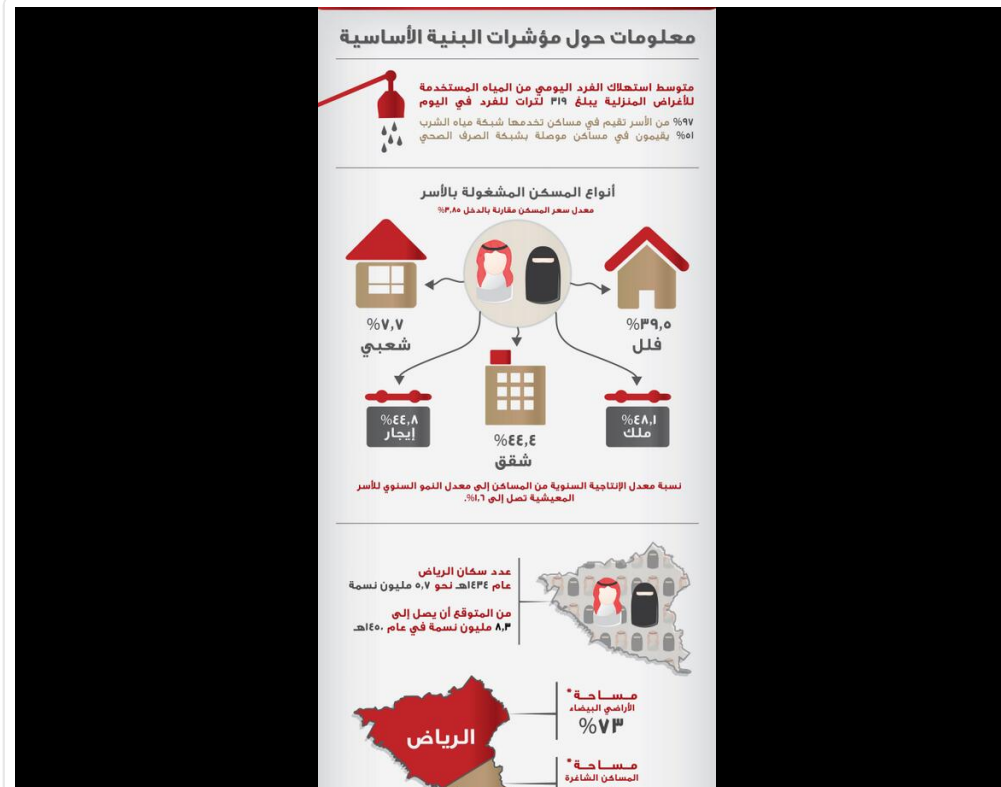 معلومات حول مؤشرات البنية الأساسية
متوسط استهلاك الفرد اليومي من المياه المستخدمة
للأغراض المنزلية يبلغ ٣١٩ لترات للفرد في اليوم
٩٧% من الأسر تقيم في مساكن تخدمها شبكة مياه الشرب
٥١% يقيمون في مساكن موصلة بشبكة الصرف الصحي
أنواع المسكن المشغولة بالأسر
معدل سعر المسكن مقارنة بالدخل ٣,٨٥%
٣٩,٥%
فلل
٧,٧%
شعبي
٤٨,١%
ملك
٤٤,٤%
شقق
٤٤,٨%
إيجار
نسبة معدل الإنتاجية السنوية من المساكن إلى معدل النمو السنوي للأسر
المعيشية تصل إلى ١,٦%.
عدد سكان الرياض
عام ١٤٣٤هـ نحو ٥,٧ مليون نسمة
من المتوقع أن يصل إلى
٨,٣ مليون نسمة في عام ١٤٥٠هـ
مـســاحـة*
الأراضي البيضاء
٧٣%
الرياض
مـســاحـة*
المساكن الشاغرة